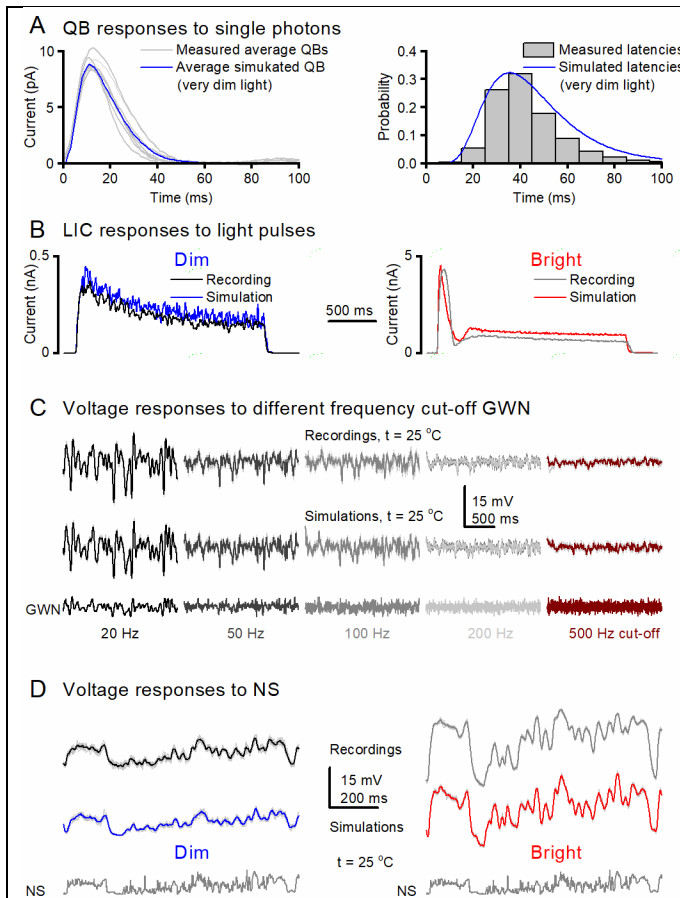 A QB responses to single photons
10
5
0
Current (pA)
Measured average QBs
Average simukated QB
(very dim light)
0 20 40 60 80 100
Time (ms)
0.4
0.3
0.2
0.1
0.0
Probability
Measured latencies
Simulated latencies
(very dim light)
0 20 40 60 80 100
Time (ms)
B LIC responses to light pulses
0.5
0
Current (nA)
Dim
Recording
Simulation
500 ms
5
0
Current (nA)
Bright
Recording
Simulation
C Voltage responses to different frequency cut-off GWN
Recordings, t = 25 °C
15 mV
500 ms
Simulations, t = 25 °C
GWN
20 Hz 50 Hz 100 Hz 200 Hz 500 Hz cut-off
D Voltage responses to NS
Recordings
15 mV
200 ms
Simulations
Dim
t = 25 °C
Bright
NS
NS